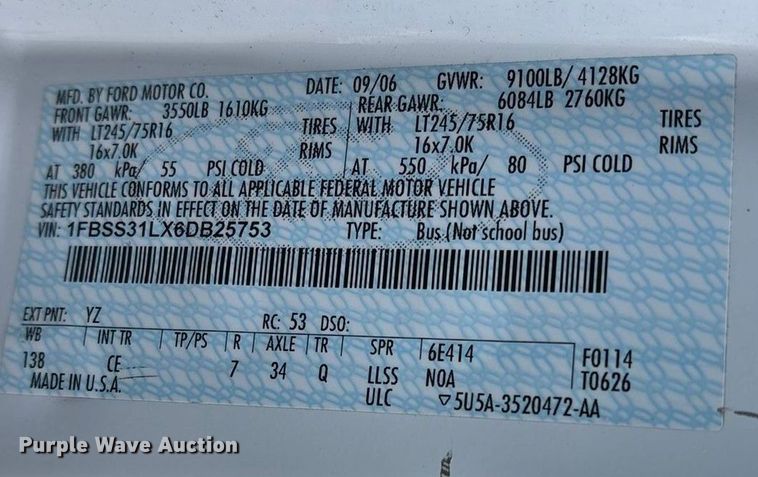 MFD. BY FORD MOTOR CO. DATE: 09/06 GVWR: 9100LB/ 4128KG
FRONT GAWR: 3550LB 1610KG REAR GAWR: 6084LB 2760KG
WITH LT245/75R16 TIRES WITH LT245/75R16 TIRES
16x7.0K RIMS 16x7.0K RIMS
AT 380 kPa/ 55 PSI COLD AT 550 kPa/ 80 PSI COLD
THIS VEHICLE CONFORMS TO ALL APPLICABLE FEDERAL MOTOR VEHICLE
SAFETY STANDARDS IN EFFECT ON THE DATE OF MANUFACTURE SHOWN ABOVE.
VIN: 1FBSS31LX6DB25753 TYPE: Bus (Not school bus)
EXT PNT: YZ RC: 53 DSO:
WB INT TR TP/PS R AXLE TR SPR 6E414 F0114
138 CE 7 34 Q LLSS NOA T0626
MADE IN U.S.A. ULC ▽5U5A-3520472-AA
Purple Wave Auction